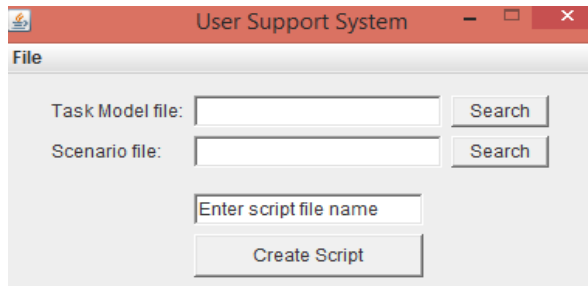 User Support System
File
Task Model file: Search
Scenario file: Search
Enter script file name
Create Script